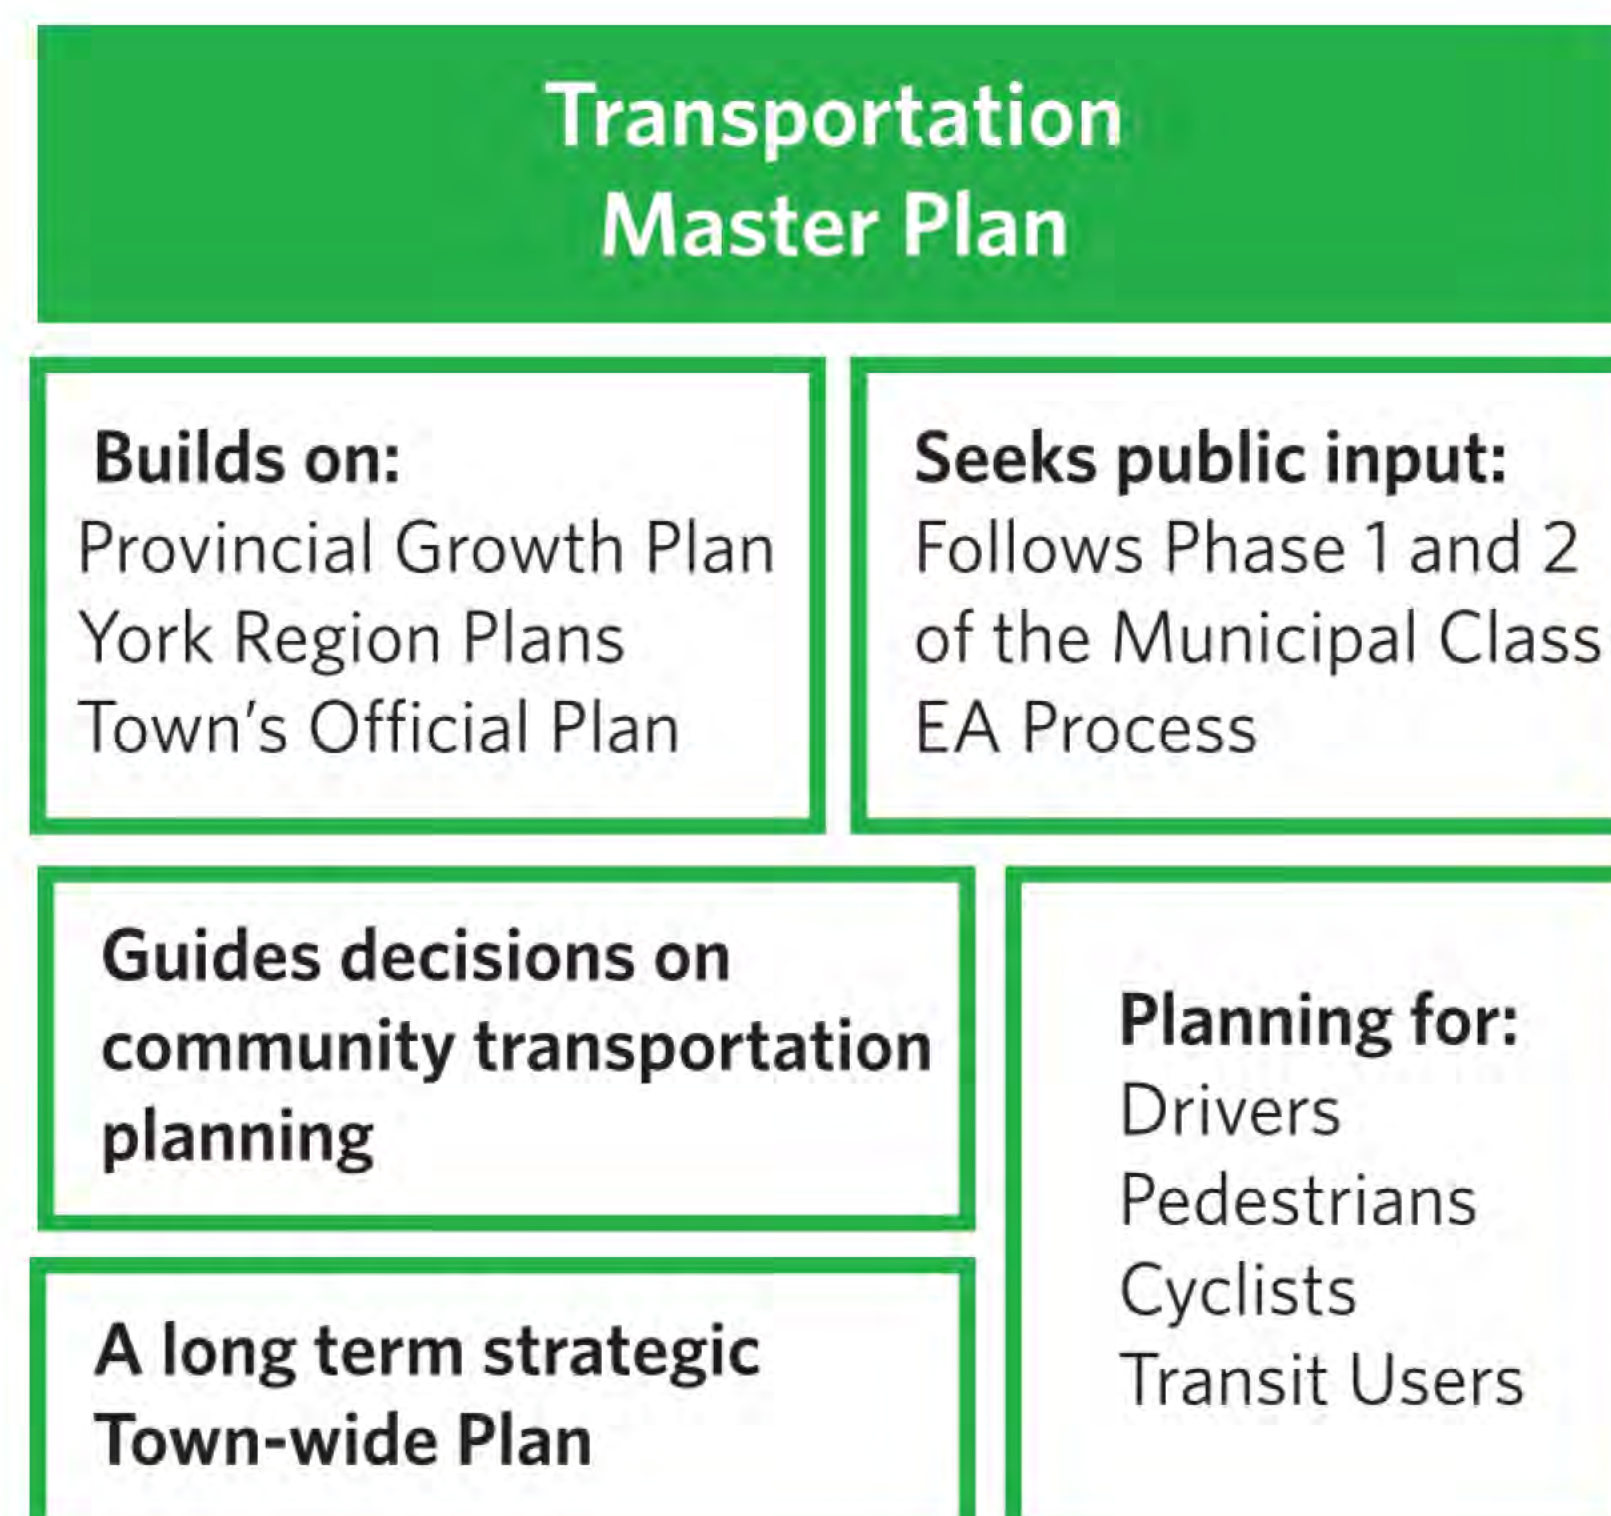 Transportation
Master Plan
Builds on:
Provincial Growth Plan
York Region Plans
Town's Official Plan
Seeks public input:
Follows Phase 1 and 2
of the Municipal Class
EA Process
Guides decisions on
community transportation
planning
A long term strategic
Town-wide Plan
Planning for:
Drivers
Pedestrians
Cyclists
Transit Users